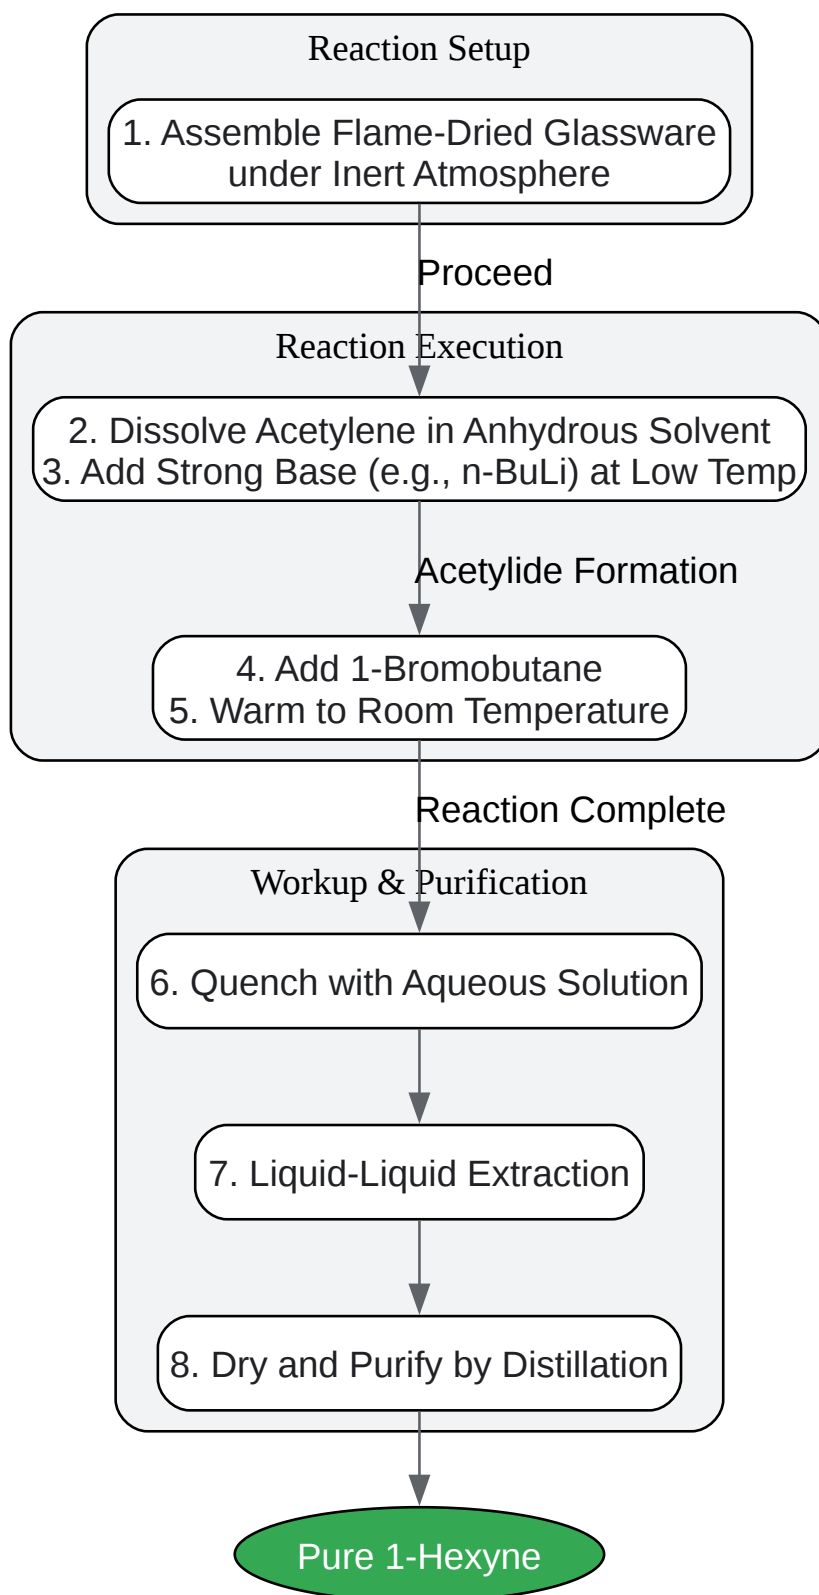 Reaction Setup
1. Assemble Flame-Dried Glassware
under Inert Atmosphere
Proceed
Reaction Execution
2. Dissolve Acetylene in Anhydrous Solvent
3. Add Strong Base (e.g., n-BuLi) at Low Temp
Acetylide Formation
4. Add 1-Bromobutane
5. Warm to Room Temperature
Reaction Complete
Workup & Purification
6. Quench with Aqueous Solution
7. Liquid-Liquid Extraction
8. Dry and Purify by Distillation
Pure 1-Hexyne